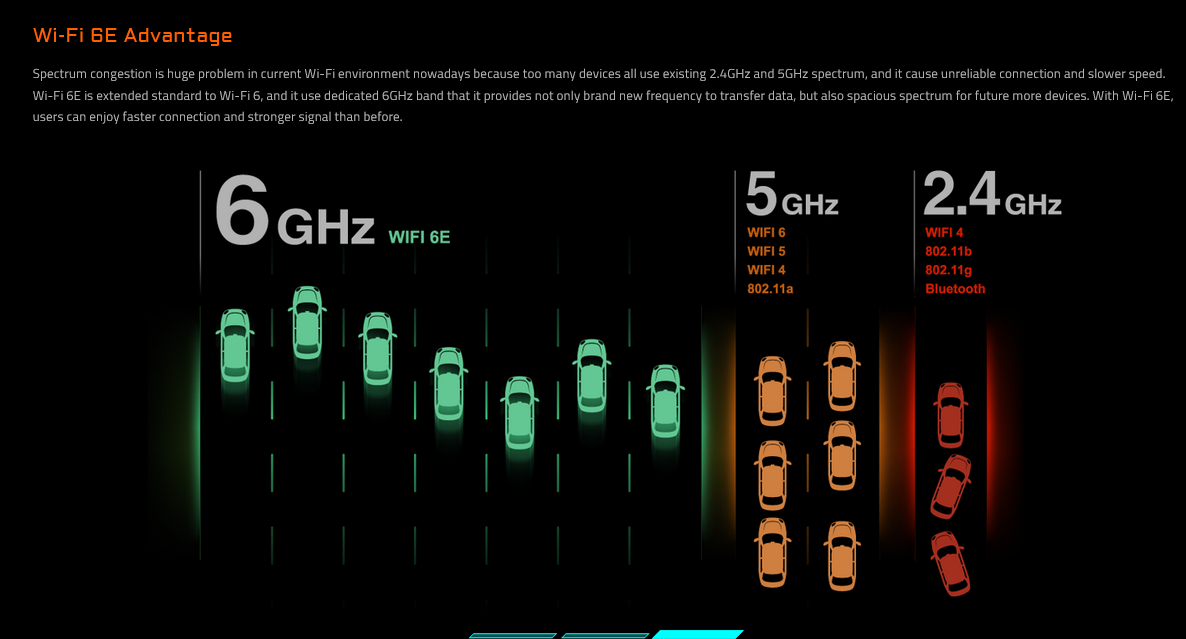 Wi-Fi 6E Advantage
Spectrum congestion is huge problem in current Wi-Fi environment nowadays because too many devices all use existing 2.4GHz and 5GHz spectrum, and it cause unreliable connection and slower speed.
Wi-Fi 6E is extended standard to Wi-Fi 6, and it use dedicated 6GHz band that it provides not only brand new frequency to transfer data, but also spacious spectrum for future more devices. With Wi-Fi 6E,
users can enjoy faster connection and stronger signal than before.
6 GHz WIFI 6E
5 GHz
WIFI 6
WIFI 5
WIFI 4
802.11a
2.4 GHz
WIFI 4
802.11b
802.11g
Bluetooth